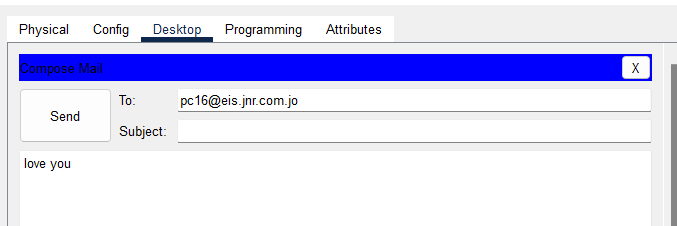 Physical Config Desktop Programming Attributes
Compose Mail X
Send To: pc16@eis.jnr.com.jo
Subject:
love you